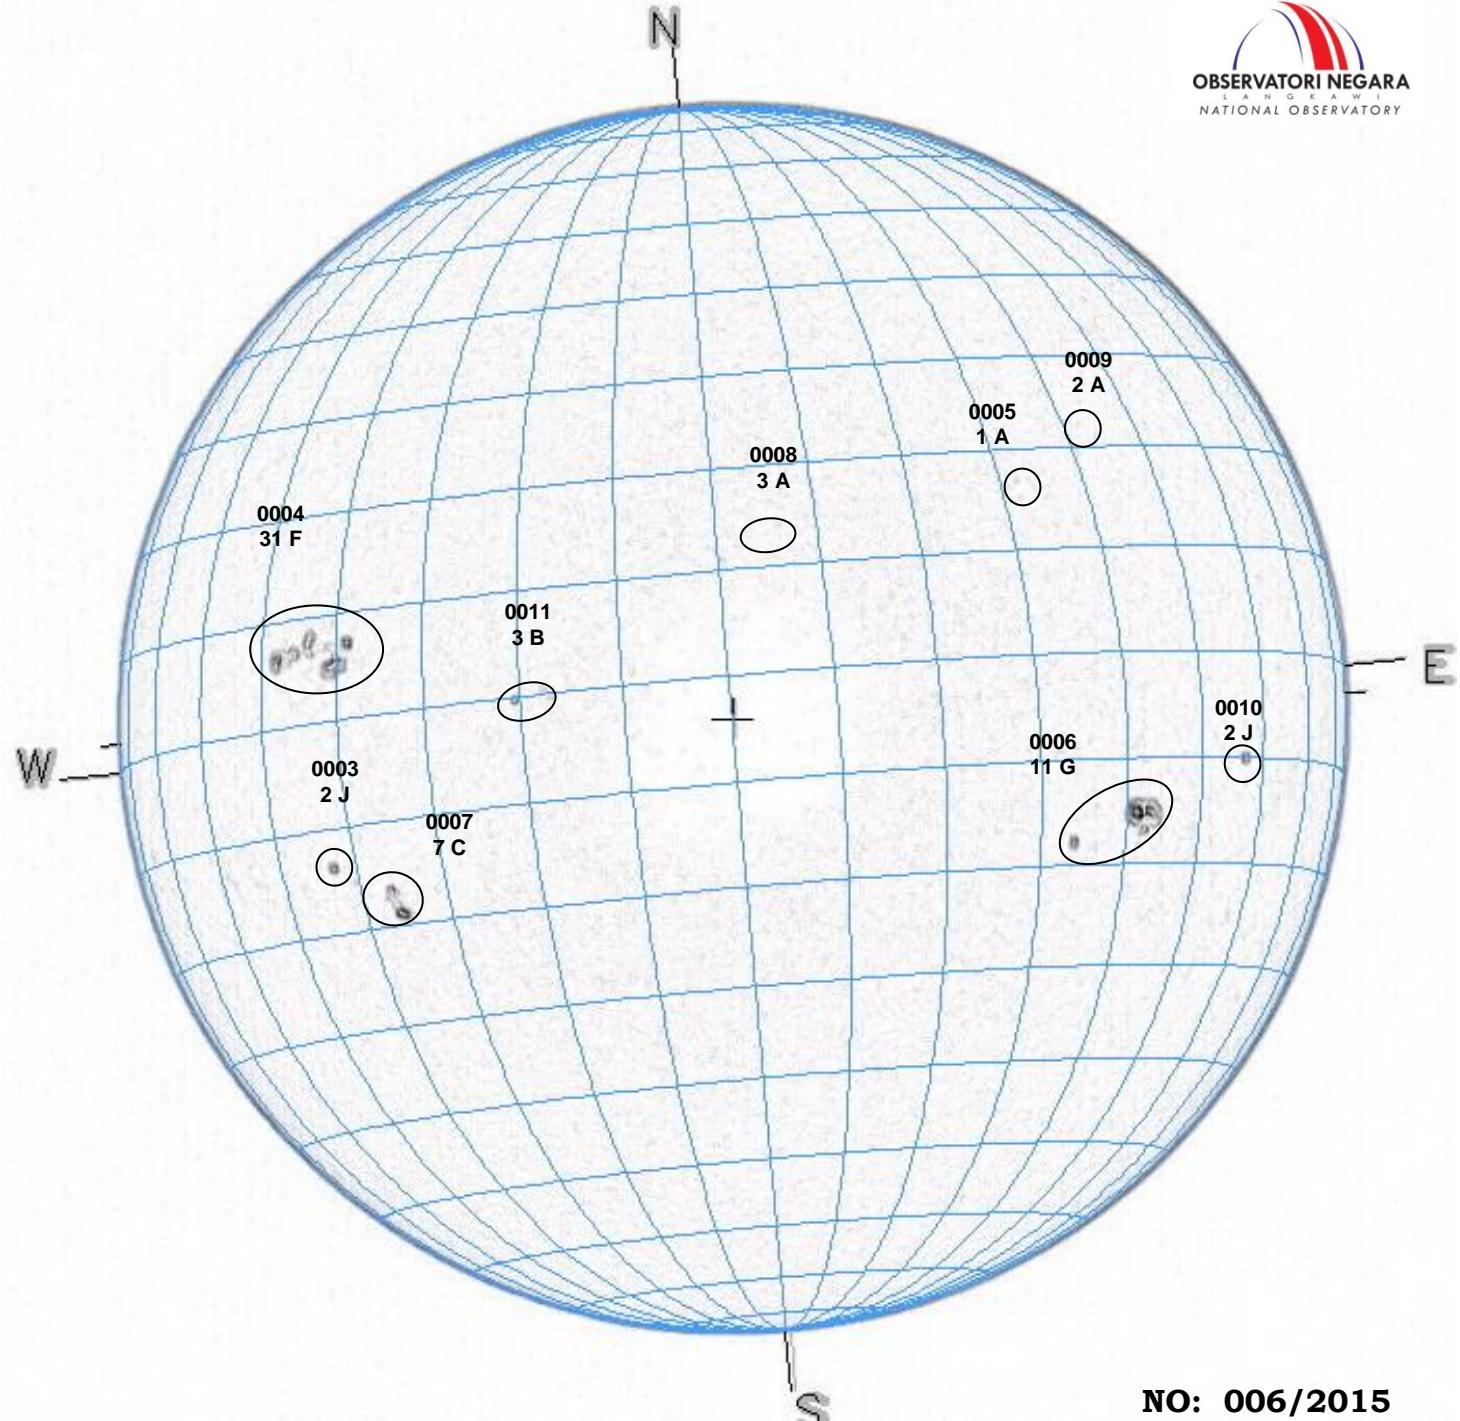 N
OBSERVATORI NEGARA
LANGKAWI
NATIONAL OBSERVATORY
0009
2 A
0005
1 A
0008
3 A
0004
31 F
0011
3 B
E
0010
2 J
0006
11 G
W
0003
2 J
0007
7 C
S
NO: 006/2015